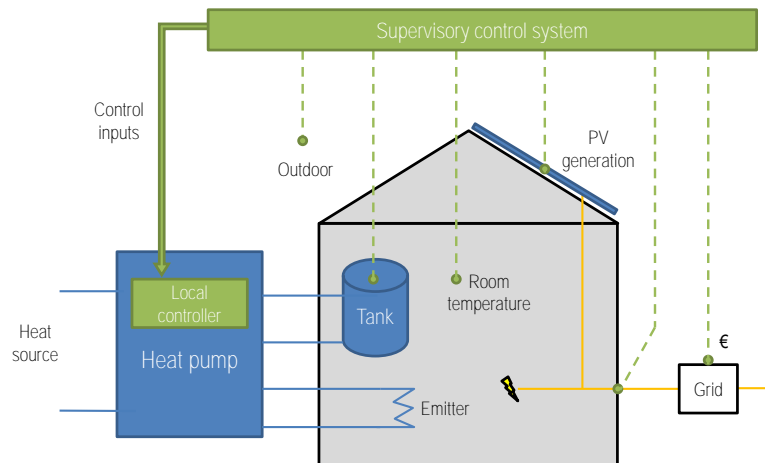 Supervisory control system
Control
inputs
Outdoor
PV
generation
Local
controller
Heat pump
Heat
source
Tank
Room
temperature
Emitter
€
Grid